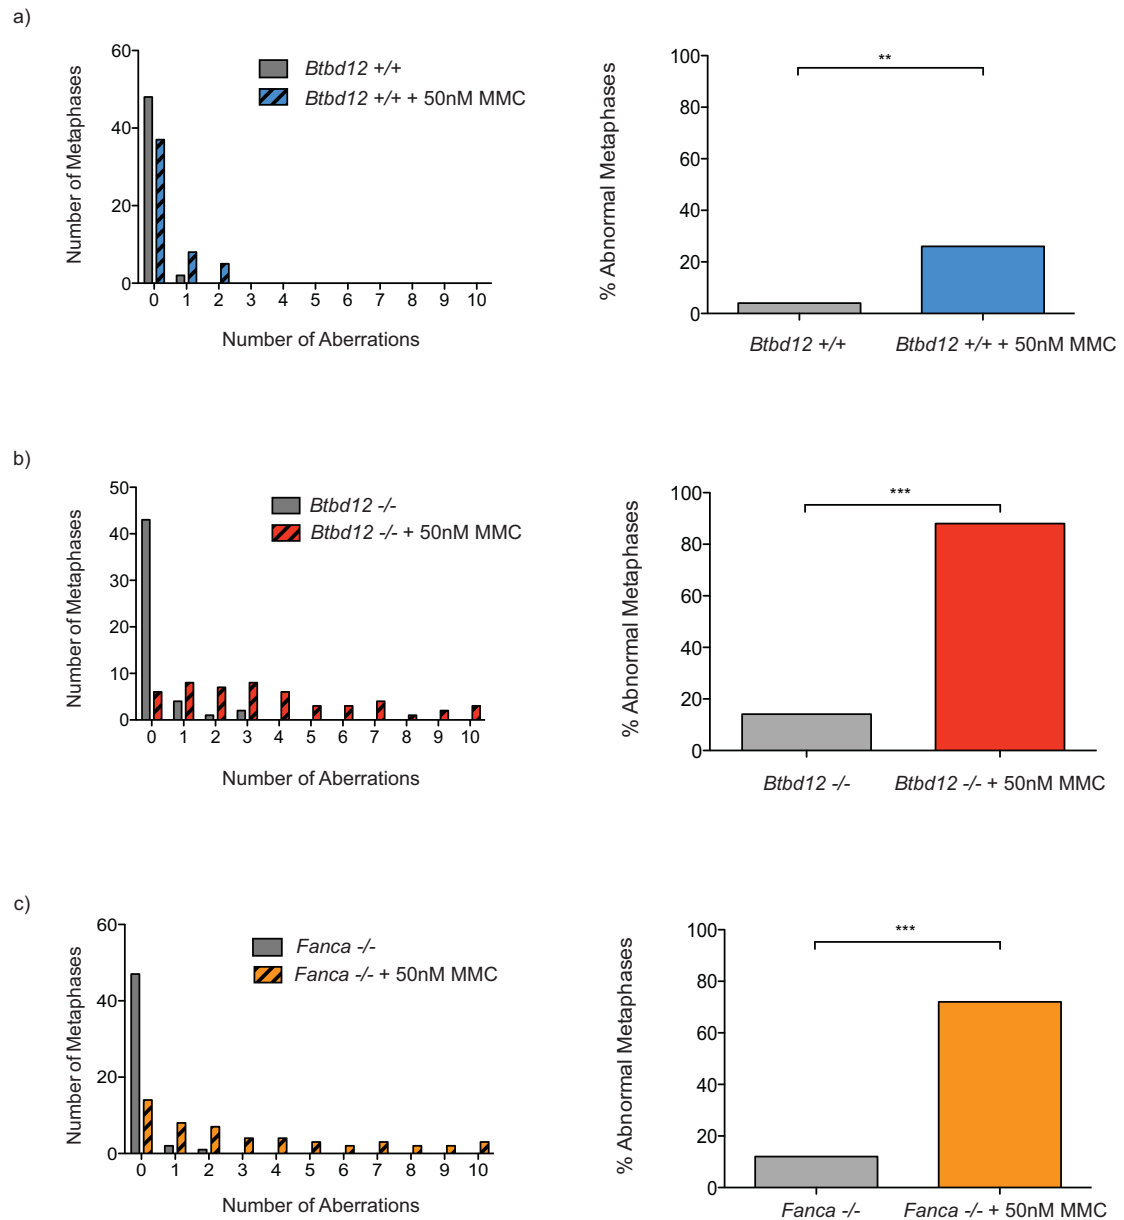 a)
60
40
20
0
Number of Metaphases
Btbd12 +/+
Btbd12 +/+ + 50nM MMC
0 1 2 3 4 5 6 7 8 9 10
Number of Aberrations
100
80
60
40
20
0
% Abnormal Metaphases
**
Btbd12 +/+ Btbd12 +/+ + 50nM MMC
b)
50
40
30
20
10
0
Number of Metaphases
Btbd12 -/-
Btbd12 -/- + 50nM MMC
0 1 2 3 4 5 6 7 8 9 10
Number of Aberrations
100
80
60
40
20
0
% Abnormal Metaphases
***
Btbd12 -/- Btbd12 -/- + 50nM MMC
c)
60
40
20
0
Number of Metaphases
Fanca -/-
Fanca -/- + 50nM MMC
0 1 2 3 4 5 6 7 8 9 10
Number of Aberrations
100
80
60
40
20
0
% Abnormal Metaphases
***
Fanca -/- Fanca -/- + 50nM MMC